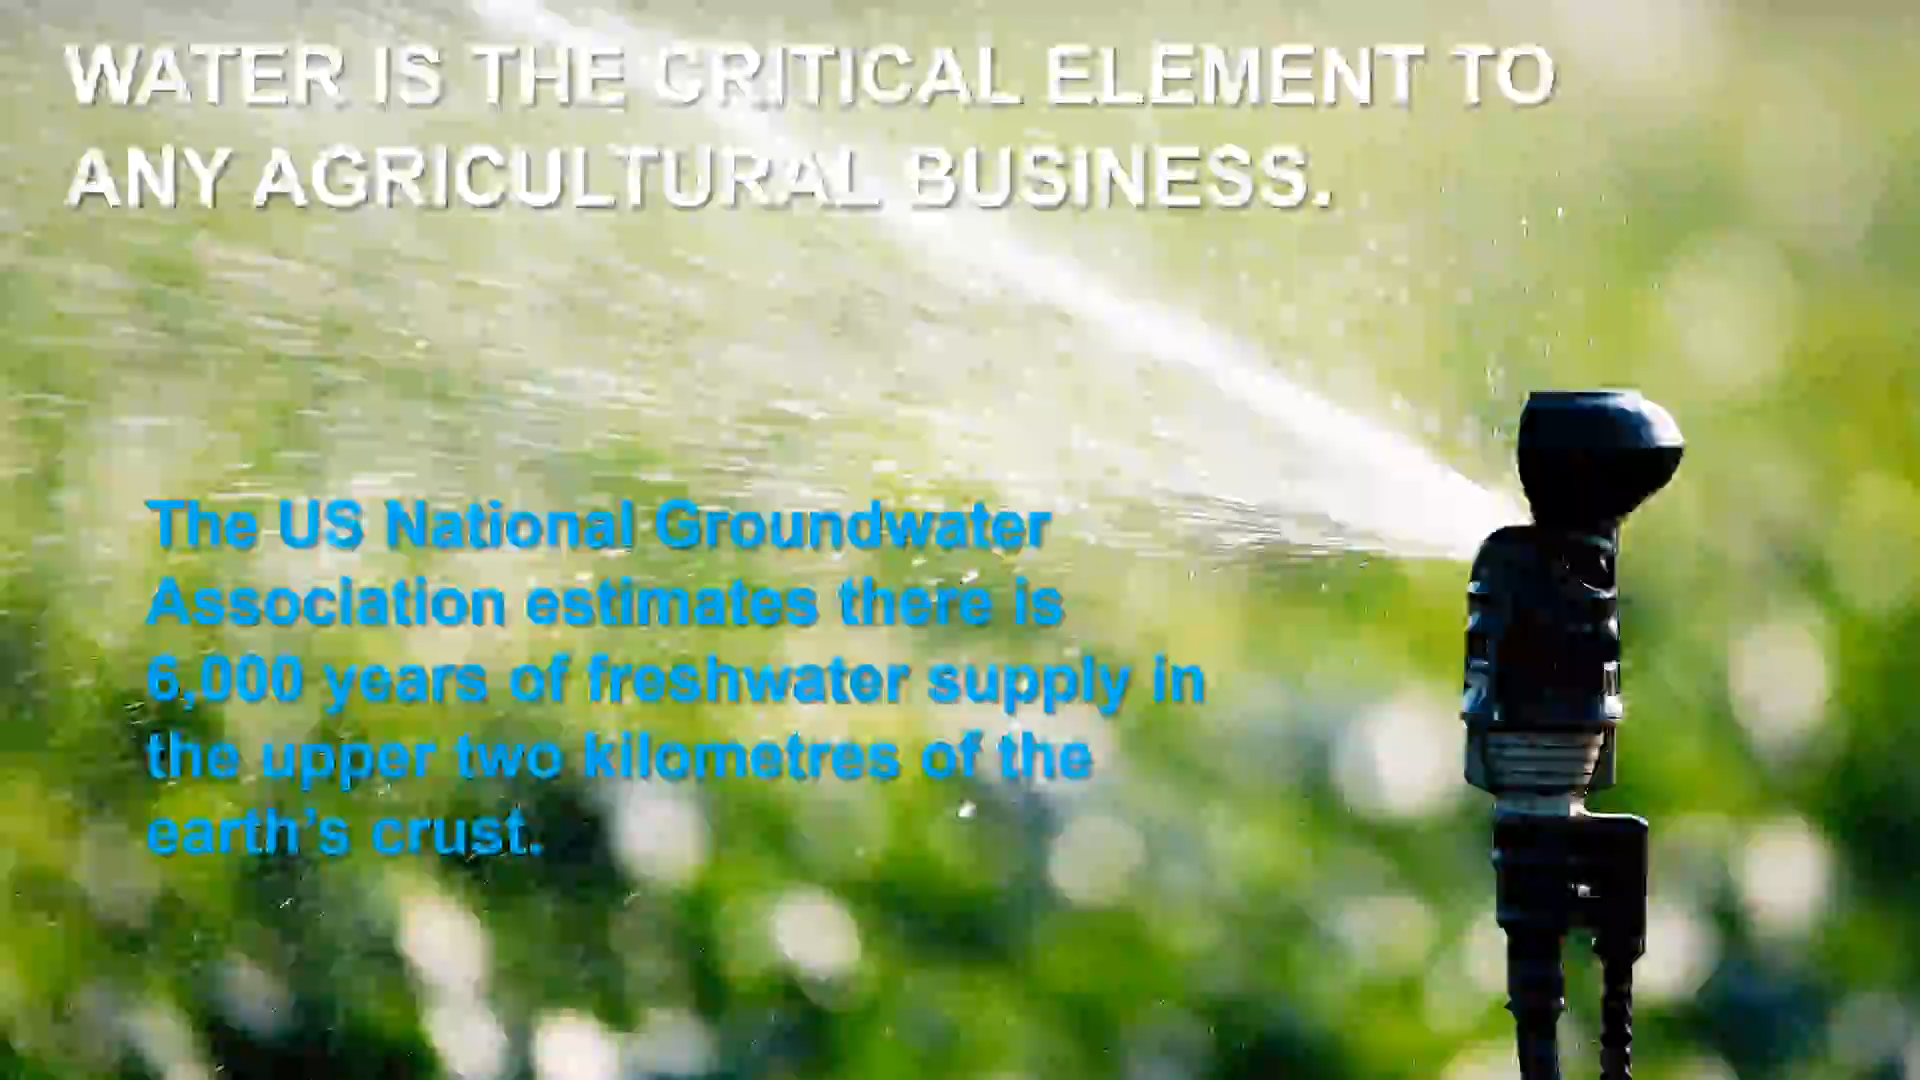 WATER IS THE CRITICAL ELEMENT TO
ANY AGRICULTURAL BUSINESS.
The US National Groundwater
Association estimates there is
6,000 years of freshwater supply in
the upper two kilometres of the
earth's crust.